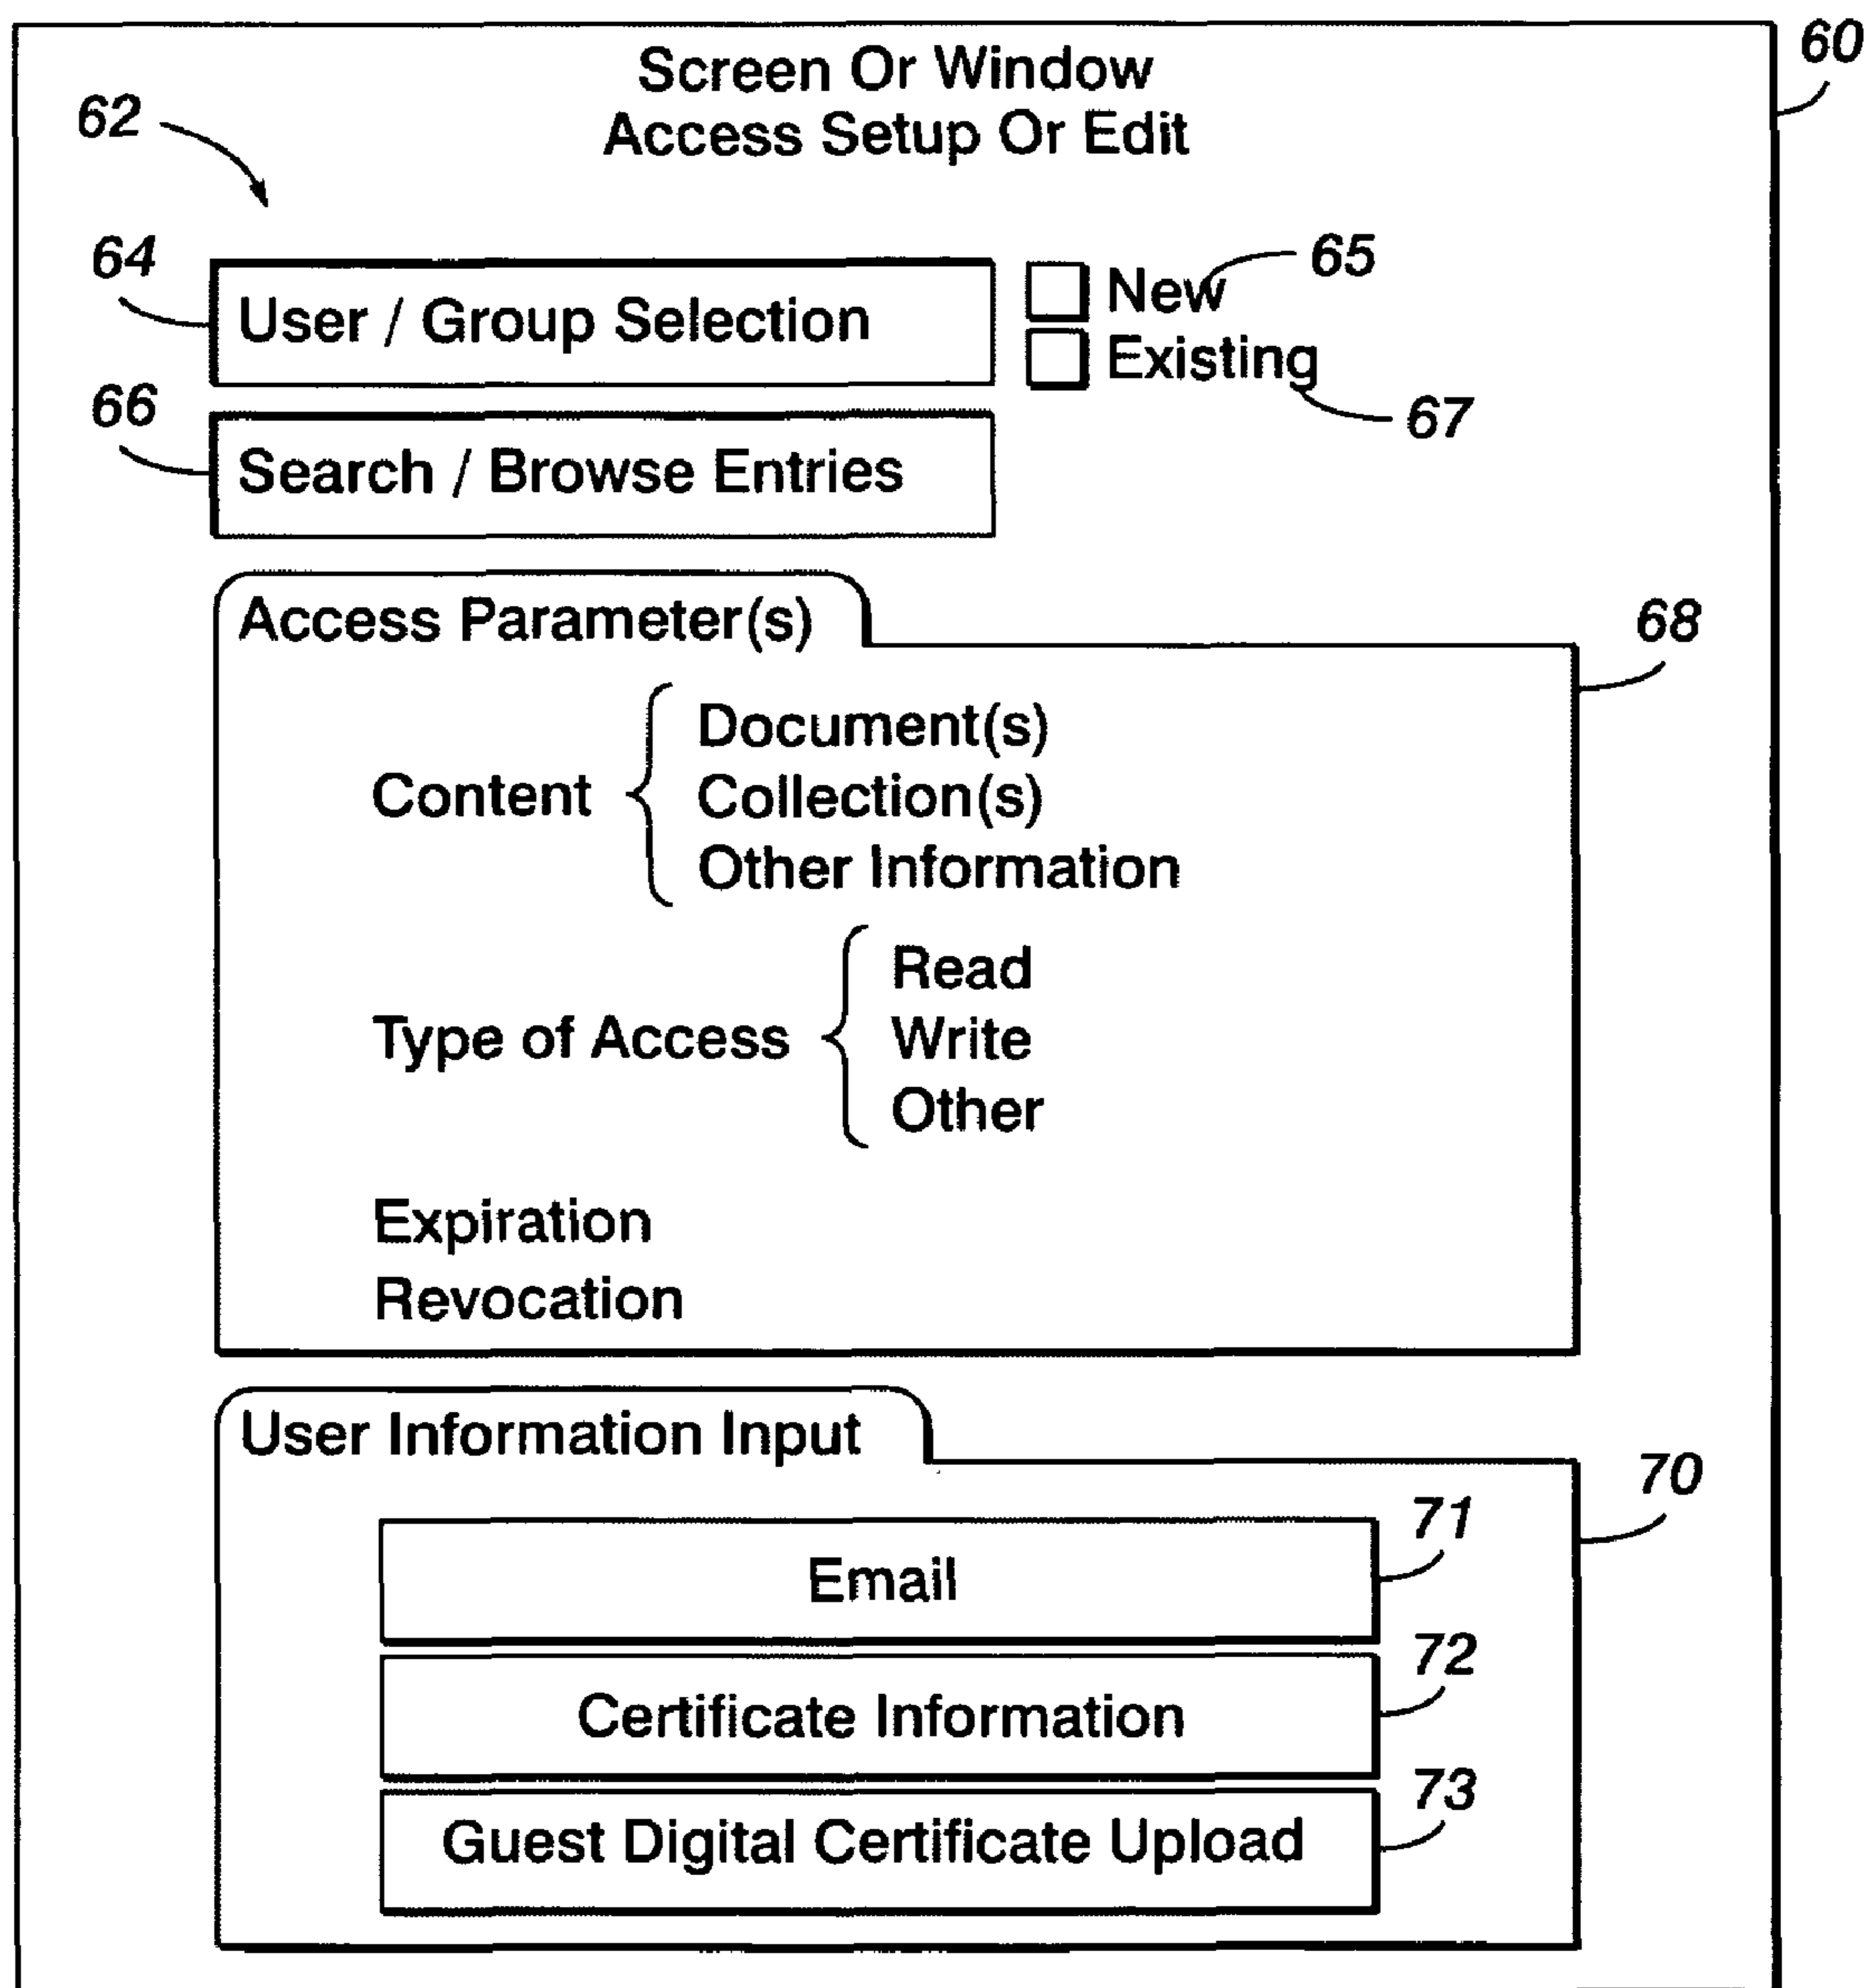 Screen Or Window
Access Setup Or Edit
60
62
64
User / Group Selection
New
65
Existing
67
66
Search / Browse Entries
Access Parameter(s)
68
Content
Document(s)
Collection(s)
Other Information
Type of Access
Read
Write
Other
Expiration
Revocation
User Information Input
70
Email
71
Certificate Information
72
Guest Digital Certificate Upload
73